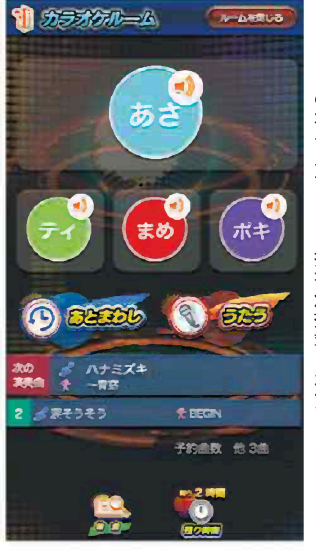 カラオケルーム
ルームを閉じる
あさ
ティ
まめ
ポキ
あとまわし
うたう
次の
演奏曲
ハナミズキ
一青窈
2
涙そうそう
BEGIN
予約曲数 他3曲
2時間